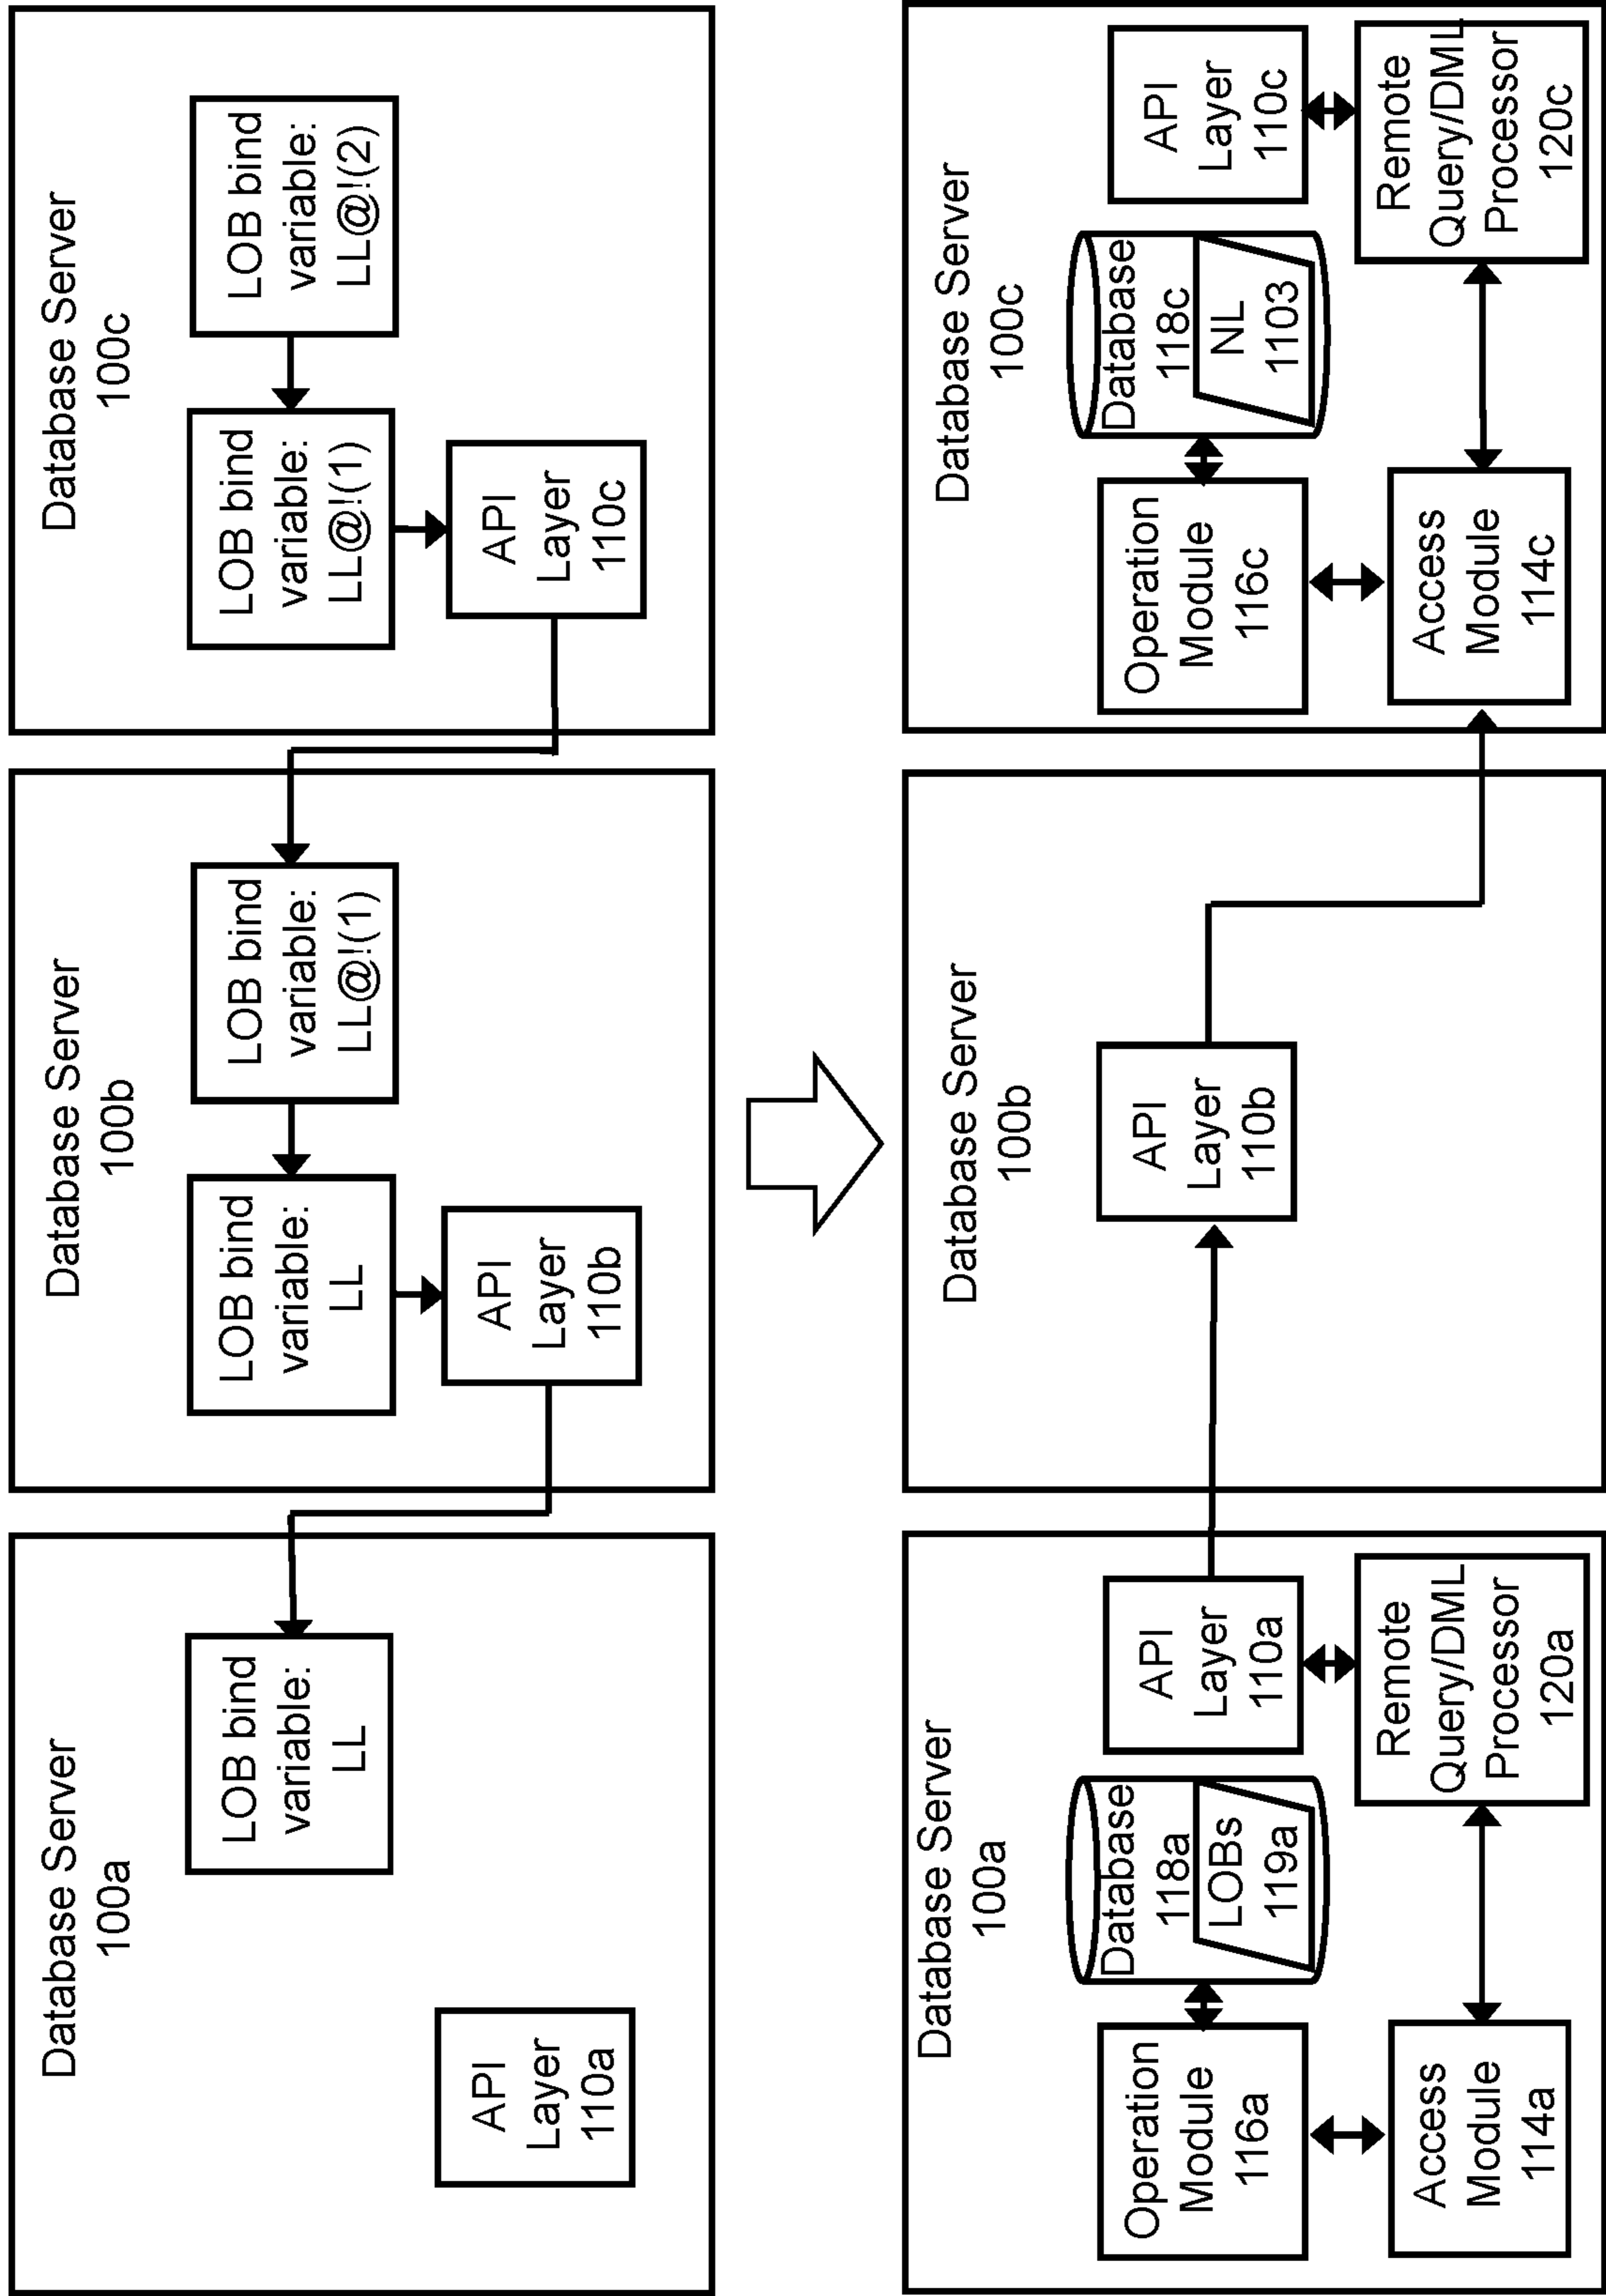 Database Server
100a
LOB bind
variable:
LL
API
Layer
110a
Database Server
100b
LOB bind
variable:
LL
LOB bind
variable:
LL@!(1)
API
Layer
110b
Database Server
100c
LOB bind
variable:
LL@!(1)
LOB bind
variable:
LL@!(2)
API
Layer
110c
Database Server
100a
Operation
Module
116a
Database
118a
LOBs
119a
API
Layer
110a
Access
Module
114a
Remote
Query/DML
Processor
120a
Database Server
100b
API
Layer
110b
Database Server
100c
Operation
Module
116c
Database
118c
NL
1103
API
Layer
110c
Access
Module
114c
Remote
Query/DML
Processor
120c